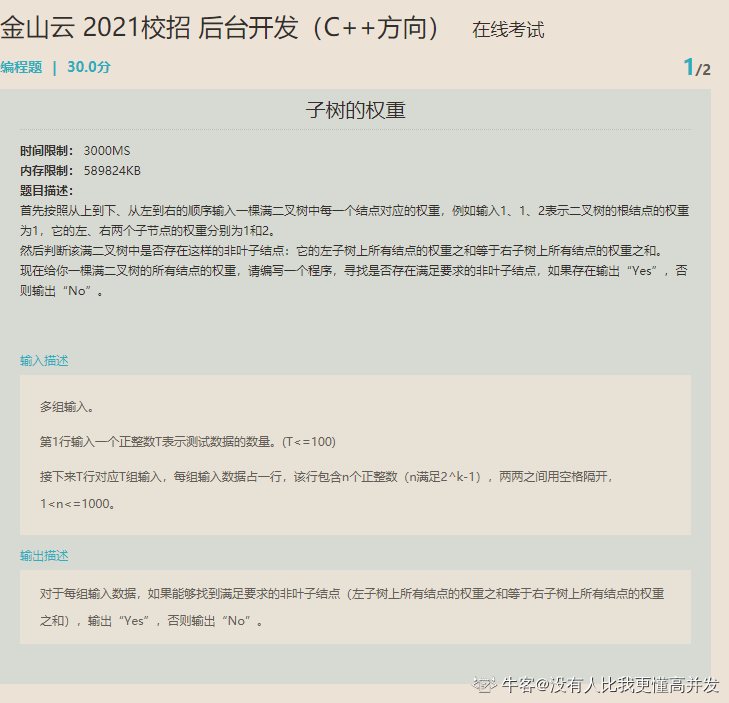 金山云 2021校招 后台开发（C++方向） 在线考试
编程题 | 30.0分 1/2
子树的权重
时间限制： 3000MS
内存限制： 589824KB
题目描述：
首先按照从上到下、从左到右的顺序输入一棵满二叉树中每一个结点对应的权重，例如输入1、1、2表示二叉树的根结点的权重
为1，它的左、右两个子节点的权重分别为1和2。
然后判断该满二叉树中是否存在这样的非叶子结点：它的左子树上所有结点的权重之和等于右子树上所有结点的权重之和。
现在给你一棵满二叉树的所有结点的权重，请编写一个程序，寻找是否存在满足要求的非叶子结点，如果存在输出“Yes”，否
则输出“No”。
输入描述
多组输入。
第1行输入一个正整数T表示测试数据的数量。(T<=100)
接下来T行对应T组输入，每组输入数据占一行，该行包含n个正整数（n满足2^k-1），两两之间用空格隔开，
1<n<=1000。
输出描述
对于每组输入数据，如果能够找到满足要求的非叶子结点（左子树上所有结点的权重之和等于右子树上所有结点的权重
之和），输出“Yes”，否则输出“No”。
牛客@没有人比我更懂高并发